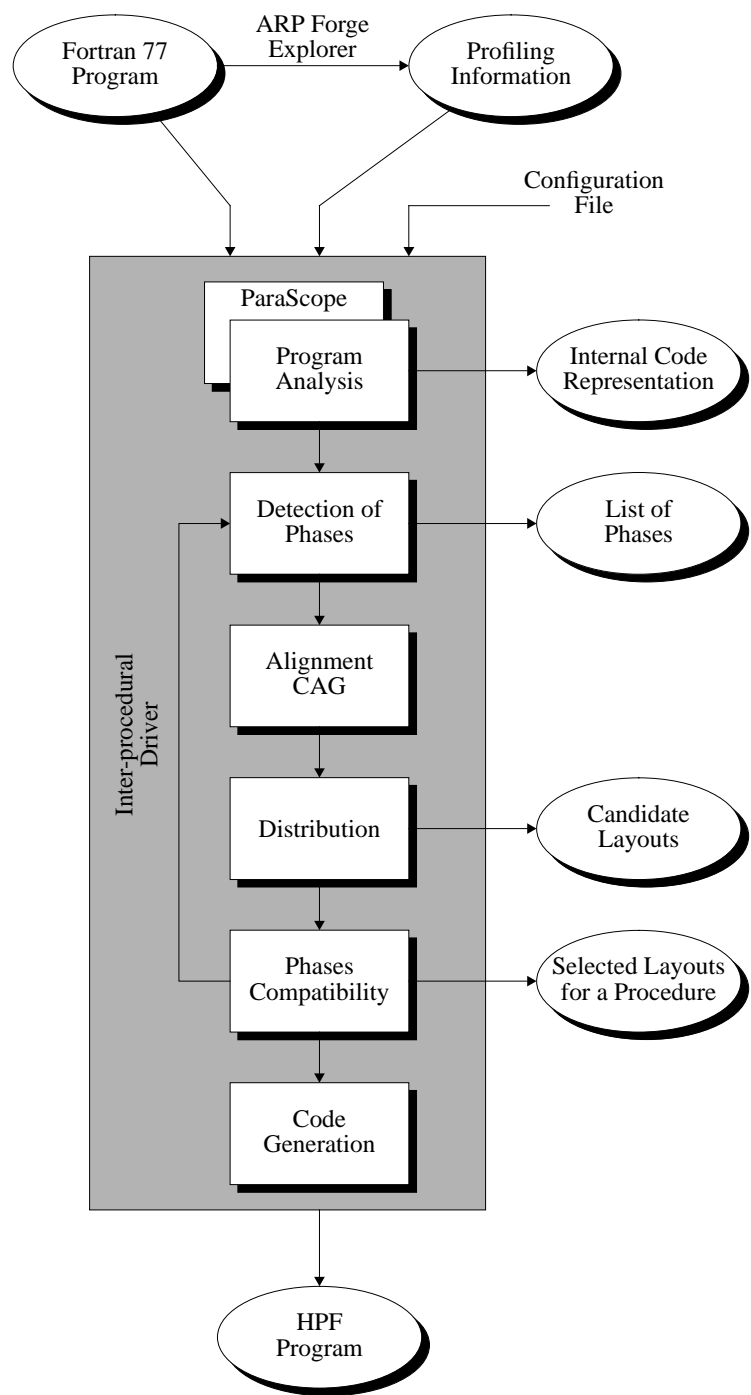 Fortran 77
Program
ARP Forge
Explorer
Profiling
Information
Configuration
File
ParaScope
Program
Analysis
Internal Code
Representation
Detection of
Phases
List of
Phases
Alignment
CAG
Inter-procedural
Driver
Distribution
Candidate
Layouts
Phases
Compatibility
Selected Layouts
for a Procedure
Code
Generation
HPF
Program